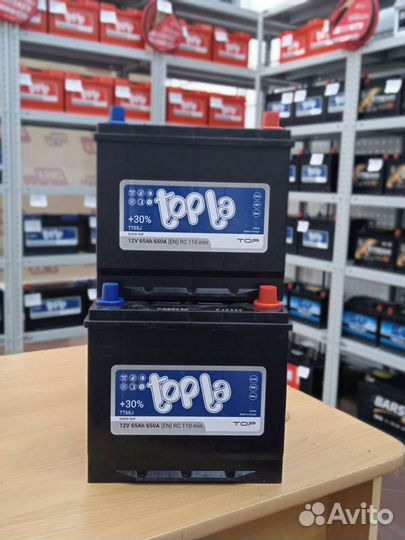 +30%
TT65J
topla
12V 65Ah 650A (EN) RC 110 min
TOP
+30%
TT65J
topla
12V 65Ah 650A (EN) RC 110 min
TOP
BARS
Avito